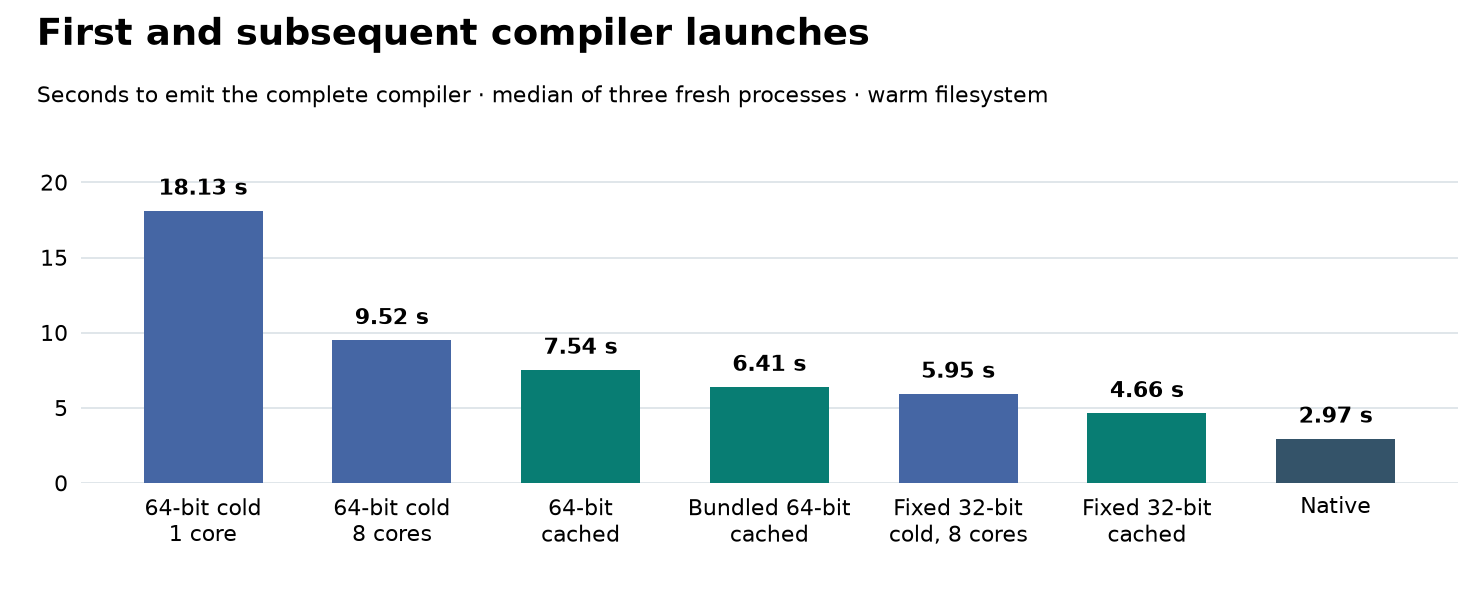 First and subsequent compiler launches
Seconds to emit the complete compiler · median of three fresh processes · warm filesystem
20
15
10
5
0
18.13 s
9.52 s
7.54 s
6.41 s
5.95 s
4.66 s
2.97 s
64-bit cold
1 core
64-bit cold
8 cores
64-bit
cached
Bundled 64-bit
cached
Fixed 32-bit
cold, 8 cores
Fixed 32-bit
cached
Native